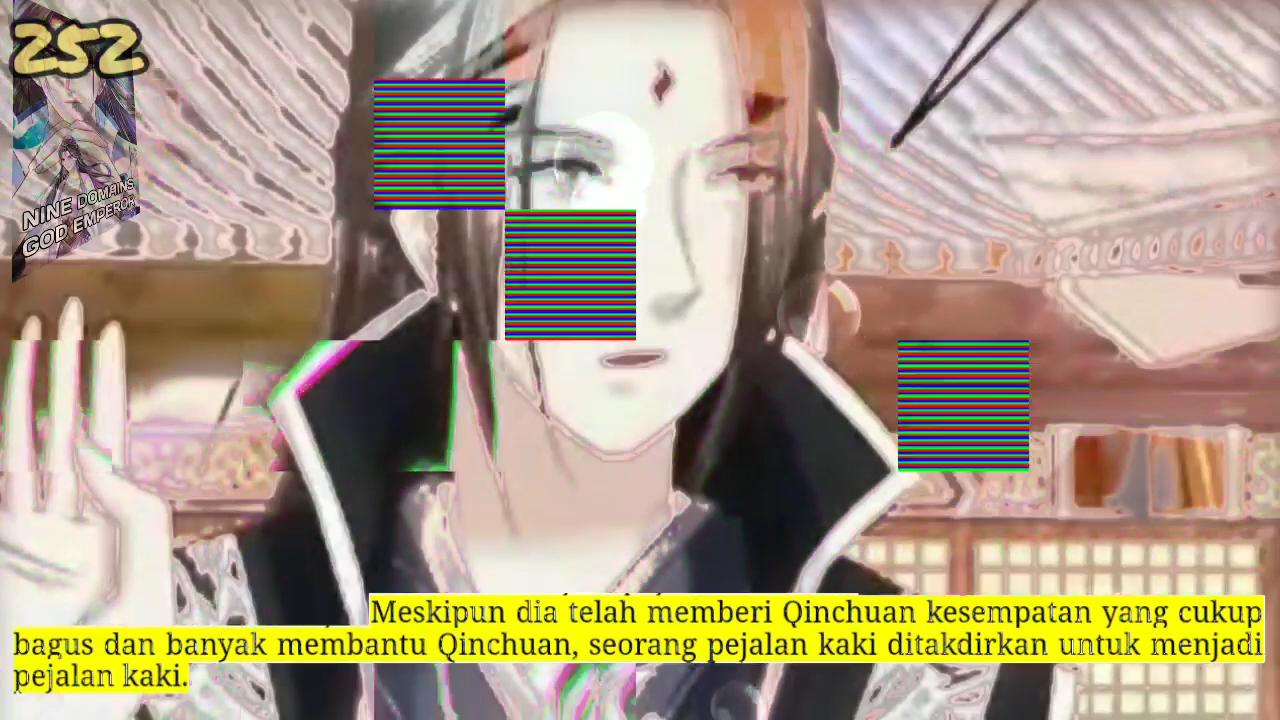 252
NINE DOMAINS
GOD EMPEROR
Meskipun dia telah memberi Qinchuan kesempatan yang cukup
bagus dan banyak membantu Qinchuan, seorang pejalan kaki ditakdirkan untuk menjadi
pejalan kaki.